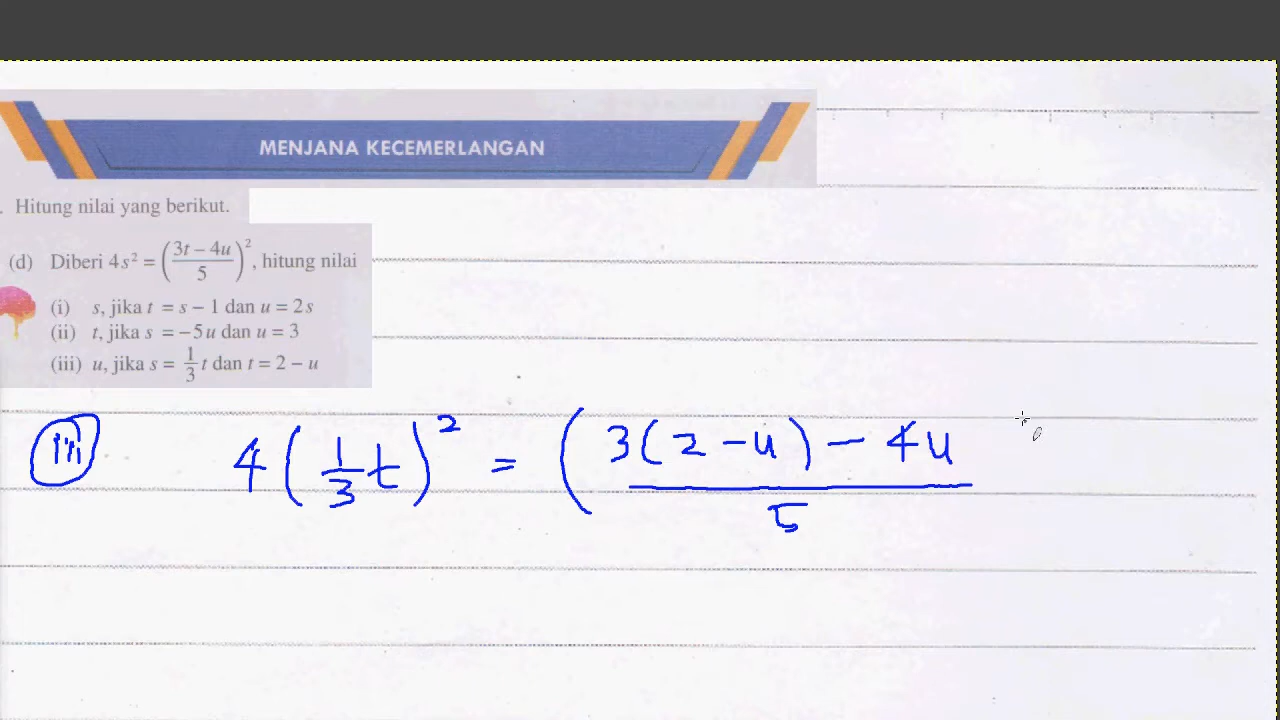 MENJANA KECEMERLANGAN
. Hitung nilai yang berikut.
(d) Diberi 4s² = ((3t – 4u)/5)², hitung nilai
(i) s, jika t = s – 1 dan u = 2s
(ii) t, jika s = –5u dan u = 3
(iii) u, jika s = 1/3 t dan t = 2 – u
(iii) 4(1/3 t)² = (3(2 – u) – 4u/5